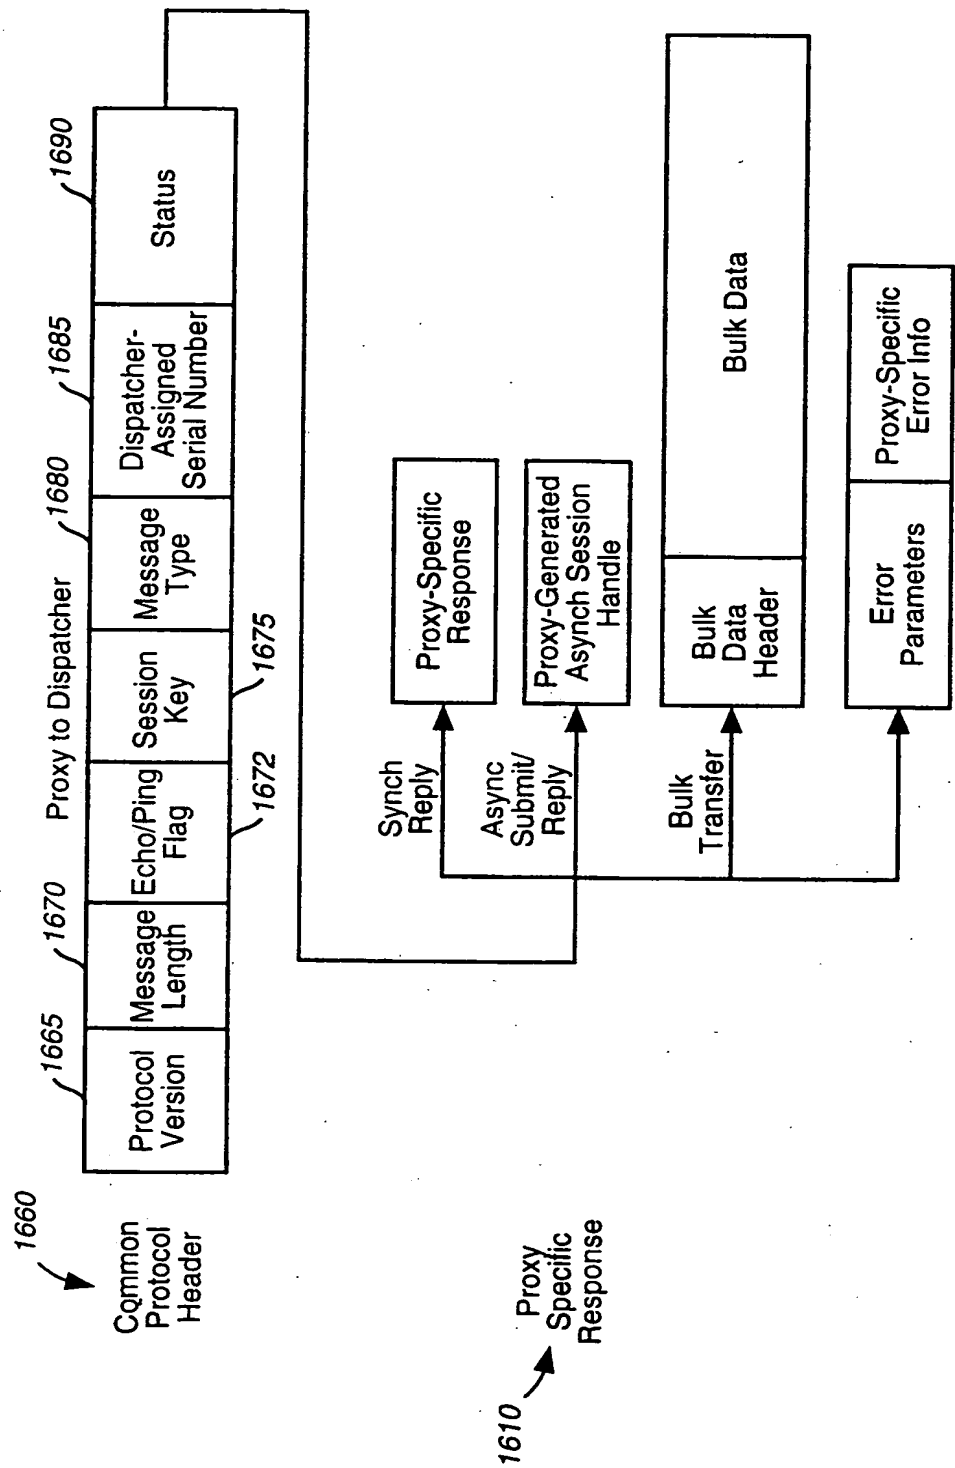 Proxy to Dispatcher
1660
Common
Protocol
Header
1665
Protocol
Version
1670
Message
Length
Echo/Ping
Flag
1672
Session
Key
1675
1680
Message
Type
1685
Dispatcher-
Assigned
Serial Number
1690
Status
1610
Proxy
Specific
Response
Synch
Reply
Proxy-Specific
Response
Async
Submit/
Reply
Proxy-Generated
Asynch Session
Handle
Bulk
Transfer
Bulk
Data
Header
Bulk Data
Error
Parameters
Proxy-Specific
Error Info